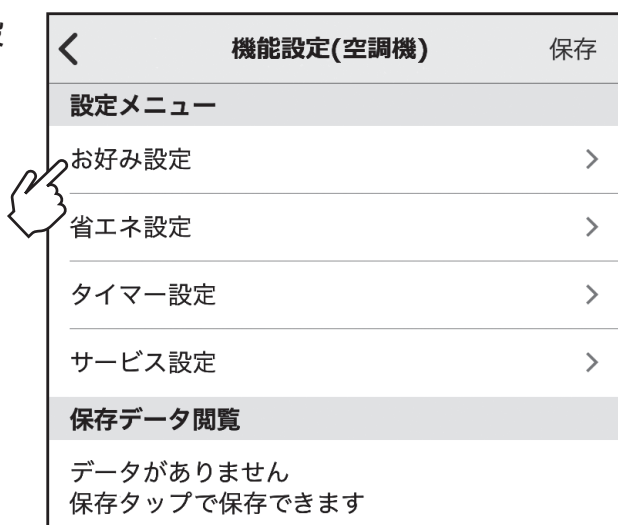 機能設定(空調機) 保存
設定メニュー
お好み設定
省エネ設定
タイマー設定
サービス設定
保存データ閲覧
データがありません
保存タップで保存できます